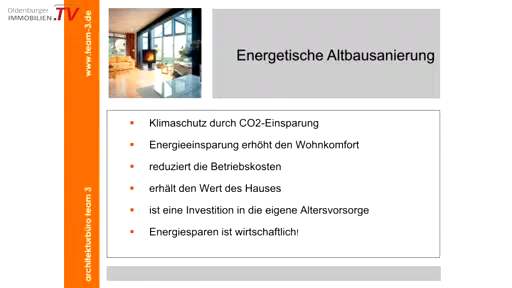 Oldenburger
IMMOBILIEN.TV
www.team-3.de
Energetische Altbausanierung
Klimaschutz durch CO2-Einsparung
Energieeinsparung erhöht den Wohnkomfort
reduziert die Betriebskosten
erhält den Wert des Hauses
ist eine Investition in die eigene Altersvorsorge
Energiesparen ist wirtschaftlich!
architekturbüro team 3